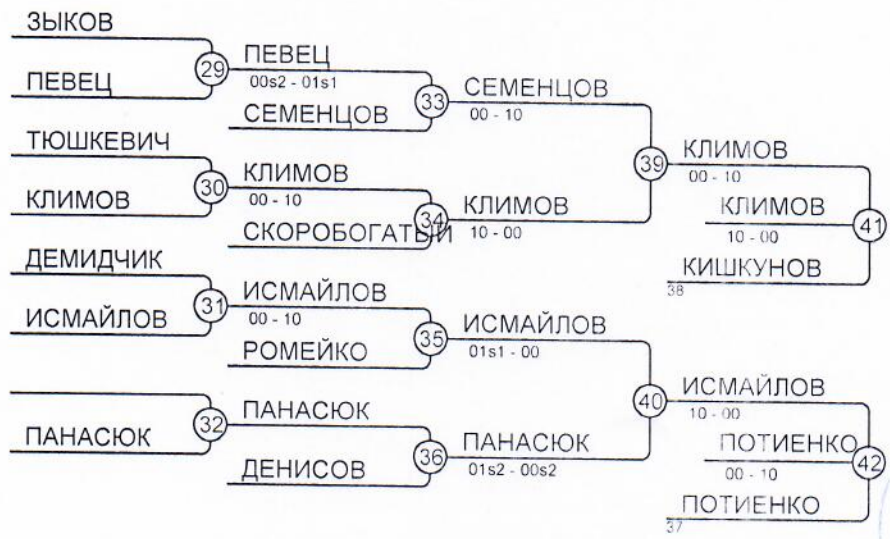 ЗЫКОВ
29
ПЕВЕЦ
00s2 - 01s1
ПЕВЕЦ
33
СЕМЕНЦОВ
00 - 10
СЕМЕНЦОВ
ТЮШКЕВИЧ
39
КЛИМОВ
00 - 10
30
КЛИМОВ
00 - 10
КЛИМОВ
34
КЛИМОВ
10 - 00
КЛИМОВ
10 - 00
41
СКОРОБОГАТЫЙ
ДЕМИДЧИК
КИШКУНОВ
38
31
ИСМАЙЛОВ
00 - 10
ИСМАЙЛОВ
35
ИСМАЙЛОВ
01s1 - 00
РОМЕЙКО
40
ИСМАЙЛОВ
10 - 00
32
ПАНАСЮК
ПАНАСЮК
36
ПАНАСЮК
01s2 - 00s2
ПОТИЕНКО
00 - 10
42
ДЕНИСОВ
ПОТИЕНКО
37